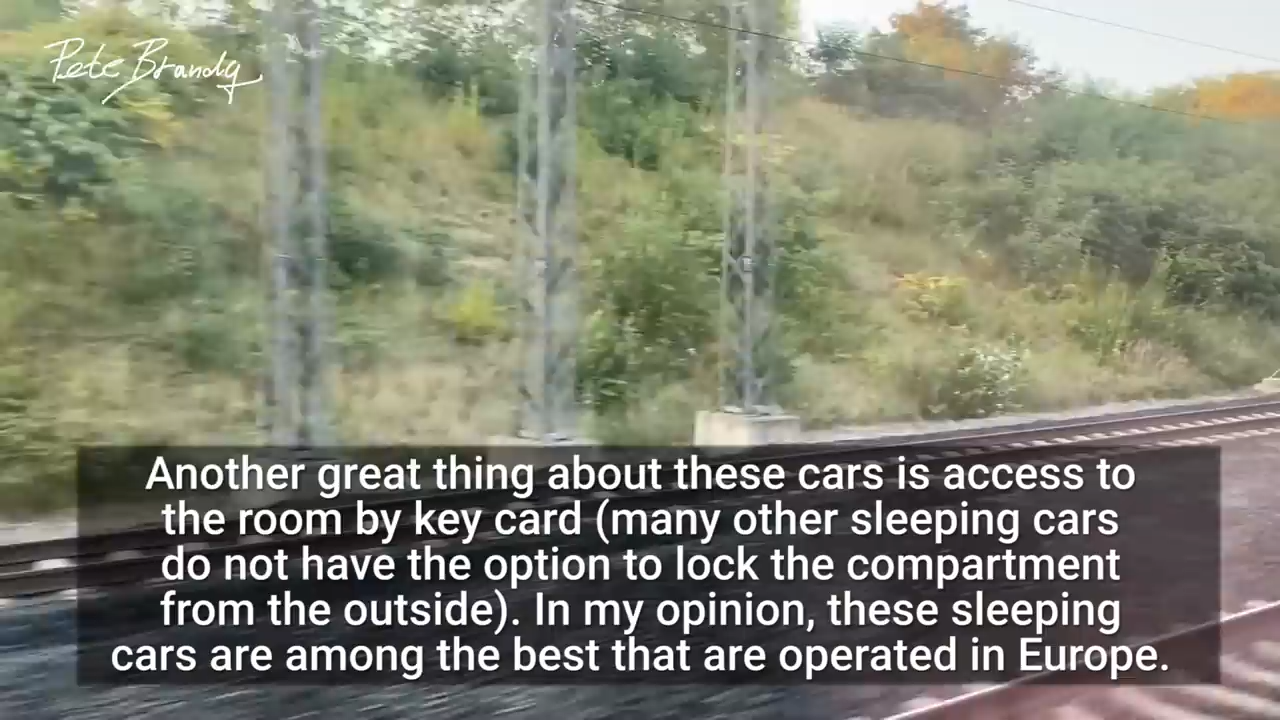 Pete Brandy
Another great thing about these cars is access to
the room by key card (many other sleeping cars
do not have the option to lock the compartment
from the outside). In my opinion, these sleeping
cars are among the best that are operated in Europe.